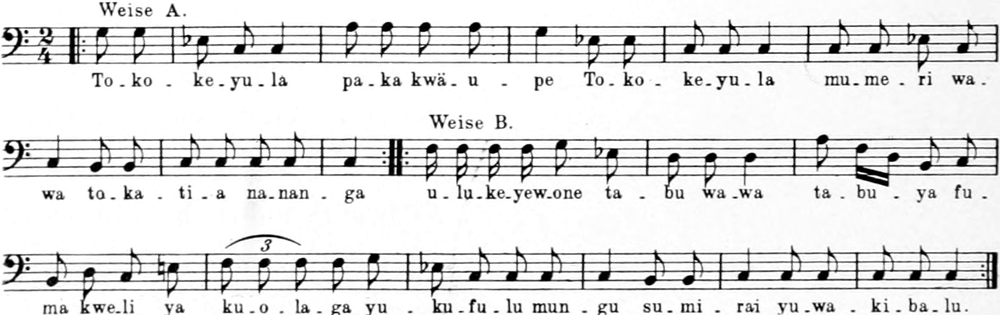 Weise A.
To - ko - ke - yu - la pa - ka kwä - u - pe To - ko - ke - yu - la mu - me - ri wa -
Weise B.
wa to - ka - ti - a na - nan - ga u - lu - ke - yew - one ta - bu wa - wa ta - bu - ya fu -
3
ma kwe - li ya ku - o - la - ga yu - ku - fu - lu mun - gu su - mi - rai yu - wa - ki - ba - lu.